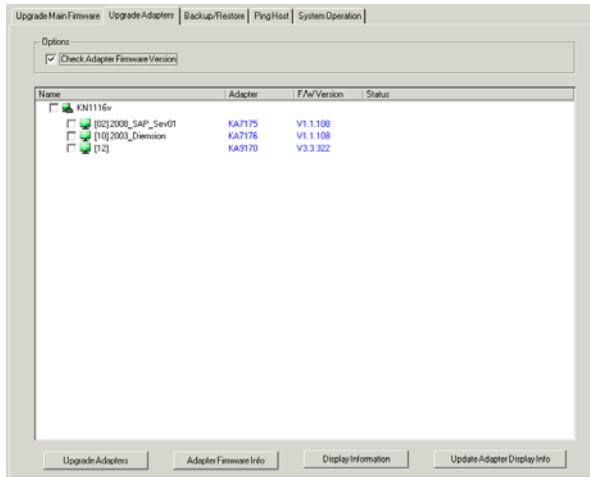 Upgrade Main Firmware Upgrade Adapters Backup/Restore Ping Host System Operation
Options
Check Adapter Firmware Version
Name Adapter F/W Version Status
KN1116v
[02]2008_SAP_Sev01 KA7175 V1.1.108
[10]2003_Diemsion KA7176 V1.1.108
[12] KA9170 V3.3.322
Upgrade Adapters Adapter Firmware Info Display Information Update Adapter Display Info